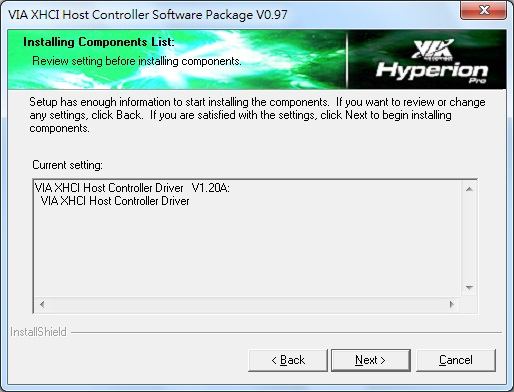 VIA XHCI Host Controller Software Package V0.97
Installing Components List:
Review setting before installing components.
VIA
Hyperion
Pro
Setup has enough information to start installing the components. If you want to review or change
any settings, click Back. If you are satisfied with the settings, click Next to begin installing
components.
Current setting:
VIA XHCI Host Controller Driver V1.20A:
VIA XHCI Host Controller Driver
InstallShield
< Back
Next >
Cancel